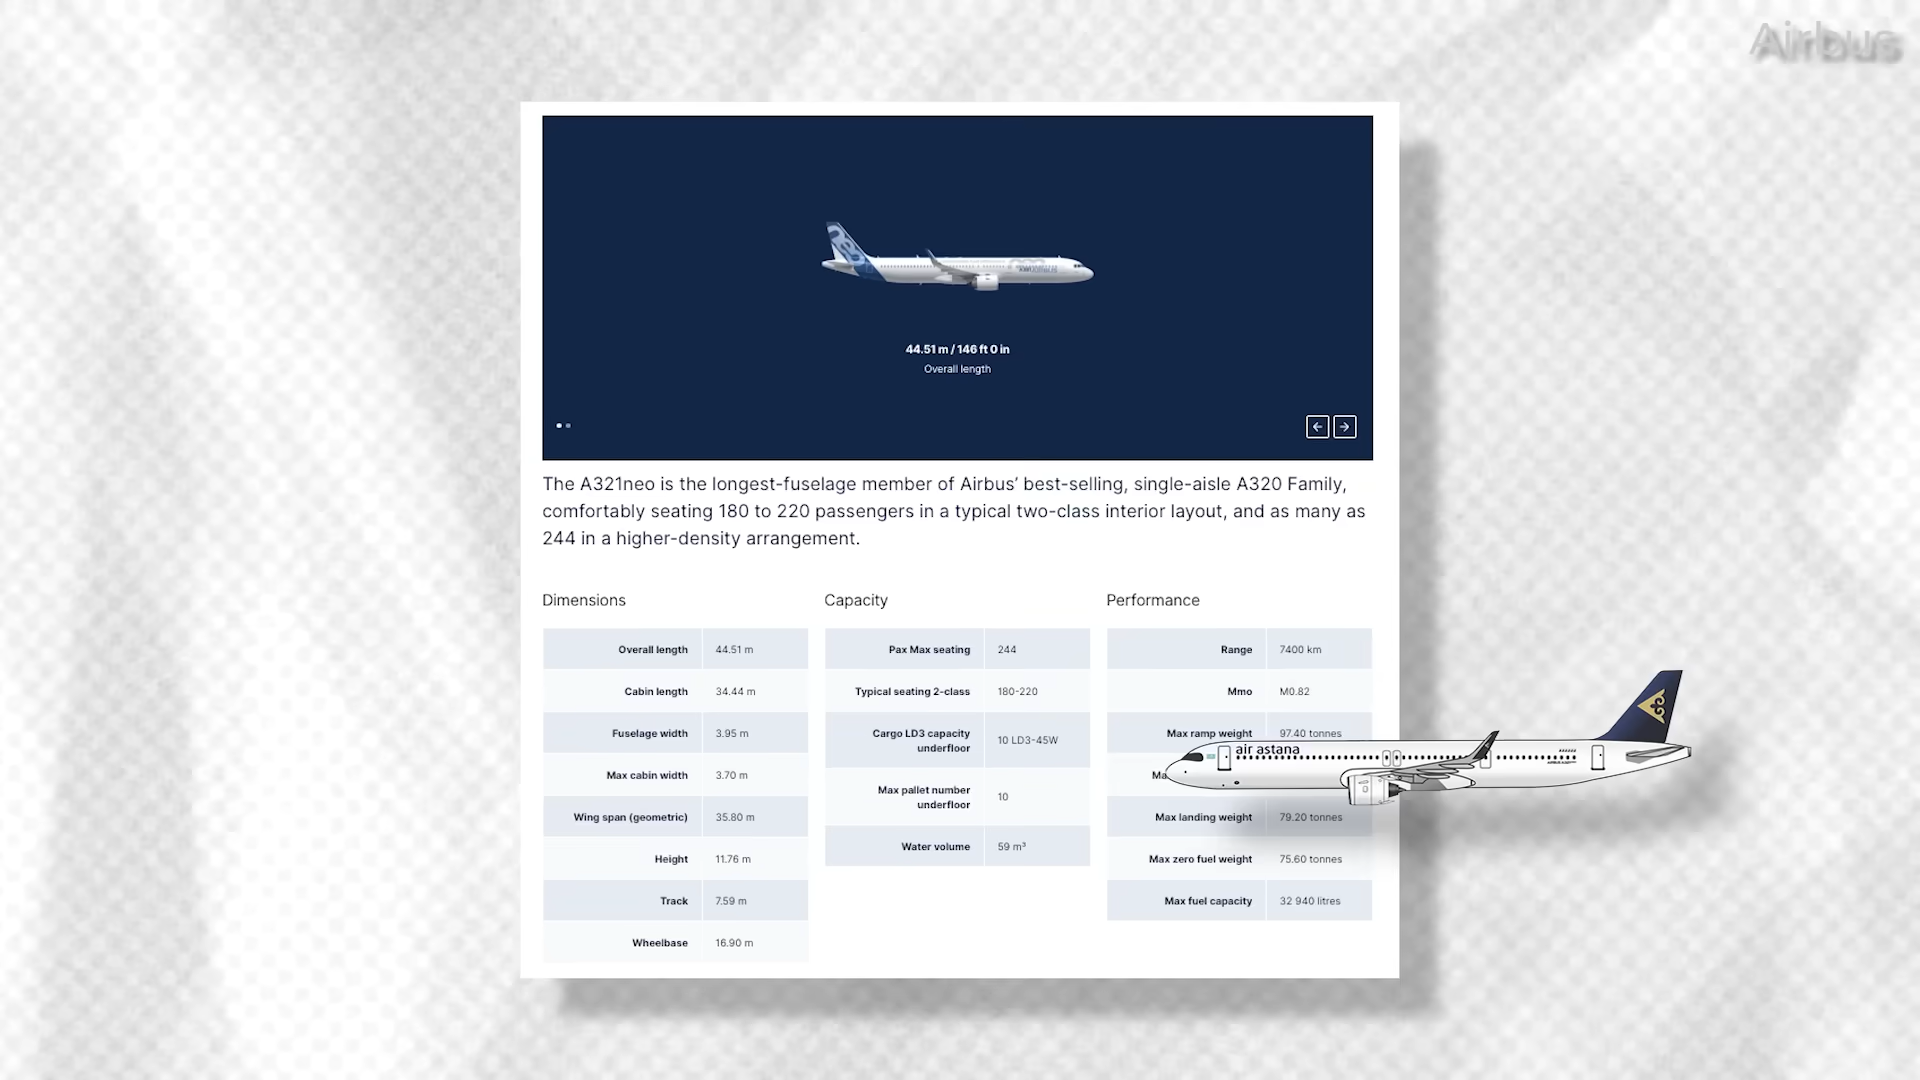 Airbus
44.51 m / 146 ft 0 in
Overall length
The A321neo is the longest-fuselage member of Airbus’ best-selling, single-aisle A320 Family,
comfortably seating 180 to 220 passengers in a typical two-class interior layout, and as many as
244 in a higher-density arrangement.
Dimensions
Overall length 44.51 m
Cabin length 34.44 m
Fuselage width 3.95 m
Max cabin width 3.70 m
Wing span (geometric) 35.80 m
Height 11.76 m
Track 7.59 m
Wheelbase 16.90 m
Capacity
Pax Max seating 244
Typical seating 2-class 180-220
Cargo LD3 capacity
underfloor 10 LD3-45W
Max pallet number
underfloor 10
Water volume 59 m³
Performance
Range 7400 km
Mmo M0.82
Max ramp weight 97.40 tonnes
Max landing weight 79.20 tonnes
Max zero fuel weight 75.60 tonnes
Max fuel capacity 32 940 litres
air astana